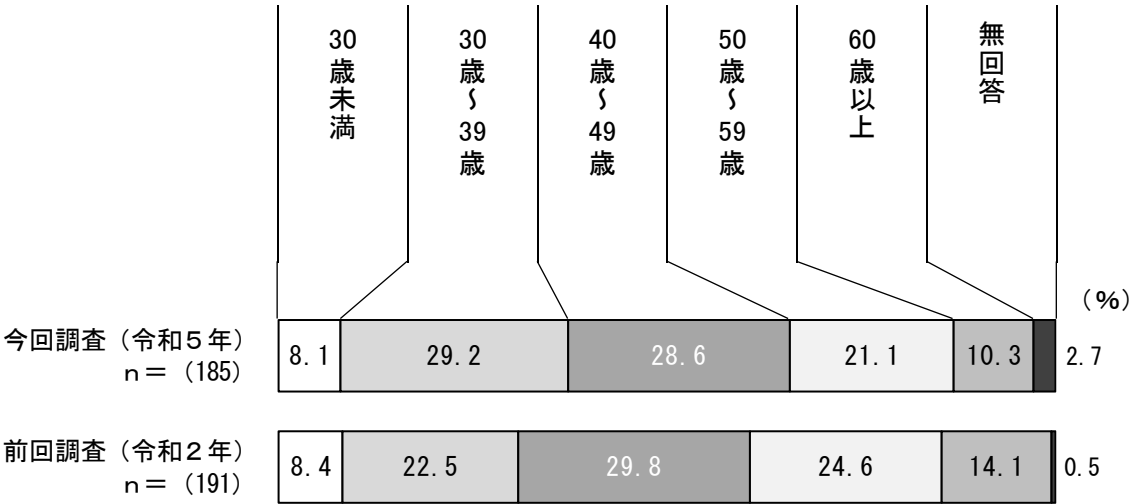 30歳未満
30歳〜39歳
40歳〜49歳
50歳〜59歳
60歳以上
無回答
（％）
今回調査（令和５年）
ｎ＝（185）
8.1
29.2
28.6
21.1
10.3
2.7
前回調査（令和２年）
ｎ＝（191）
8.4
22.5
29.8
24.6
14.1
0.5